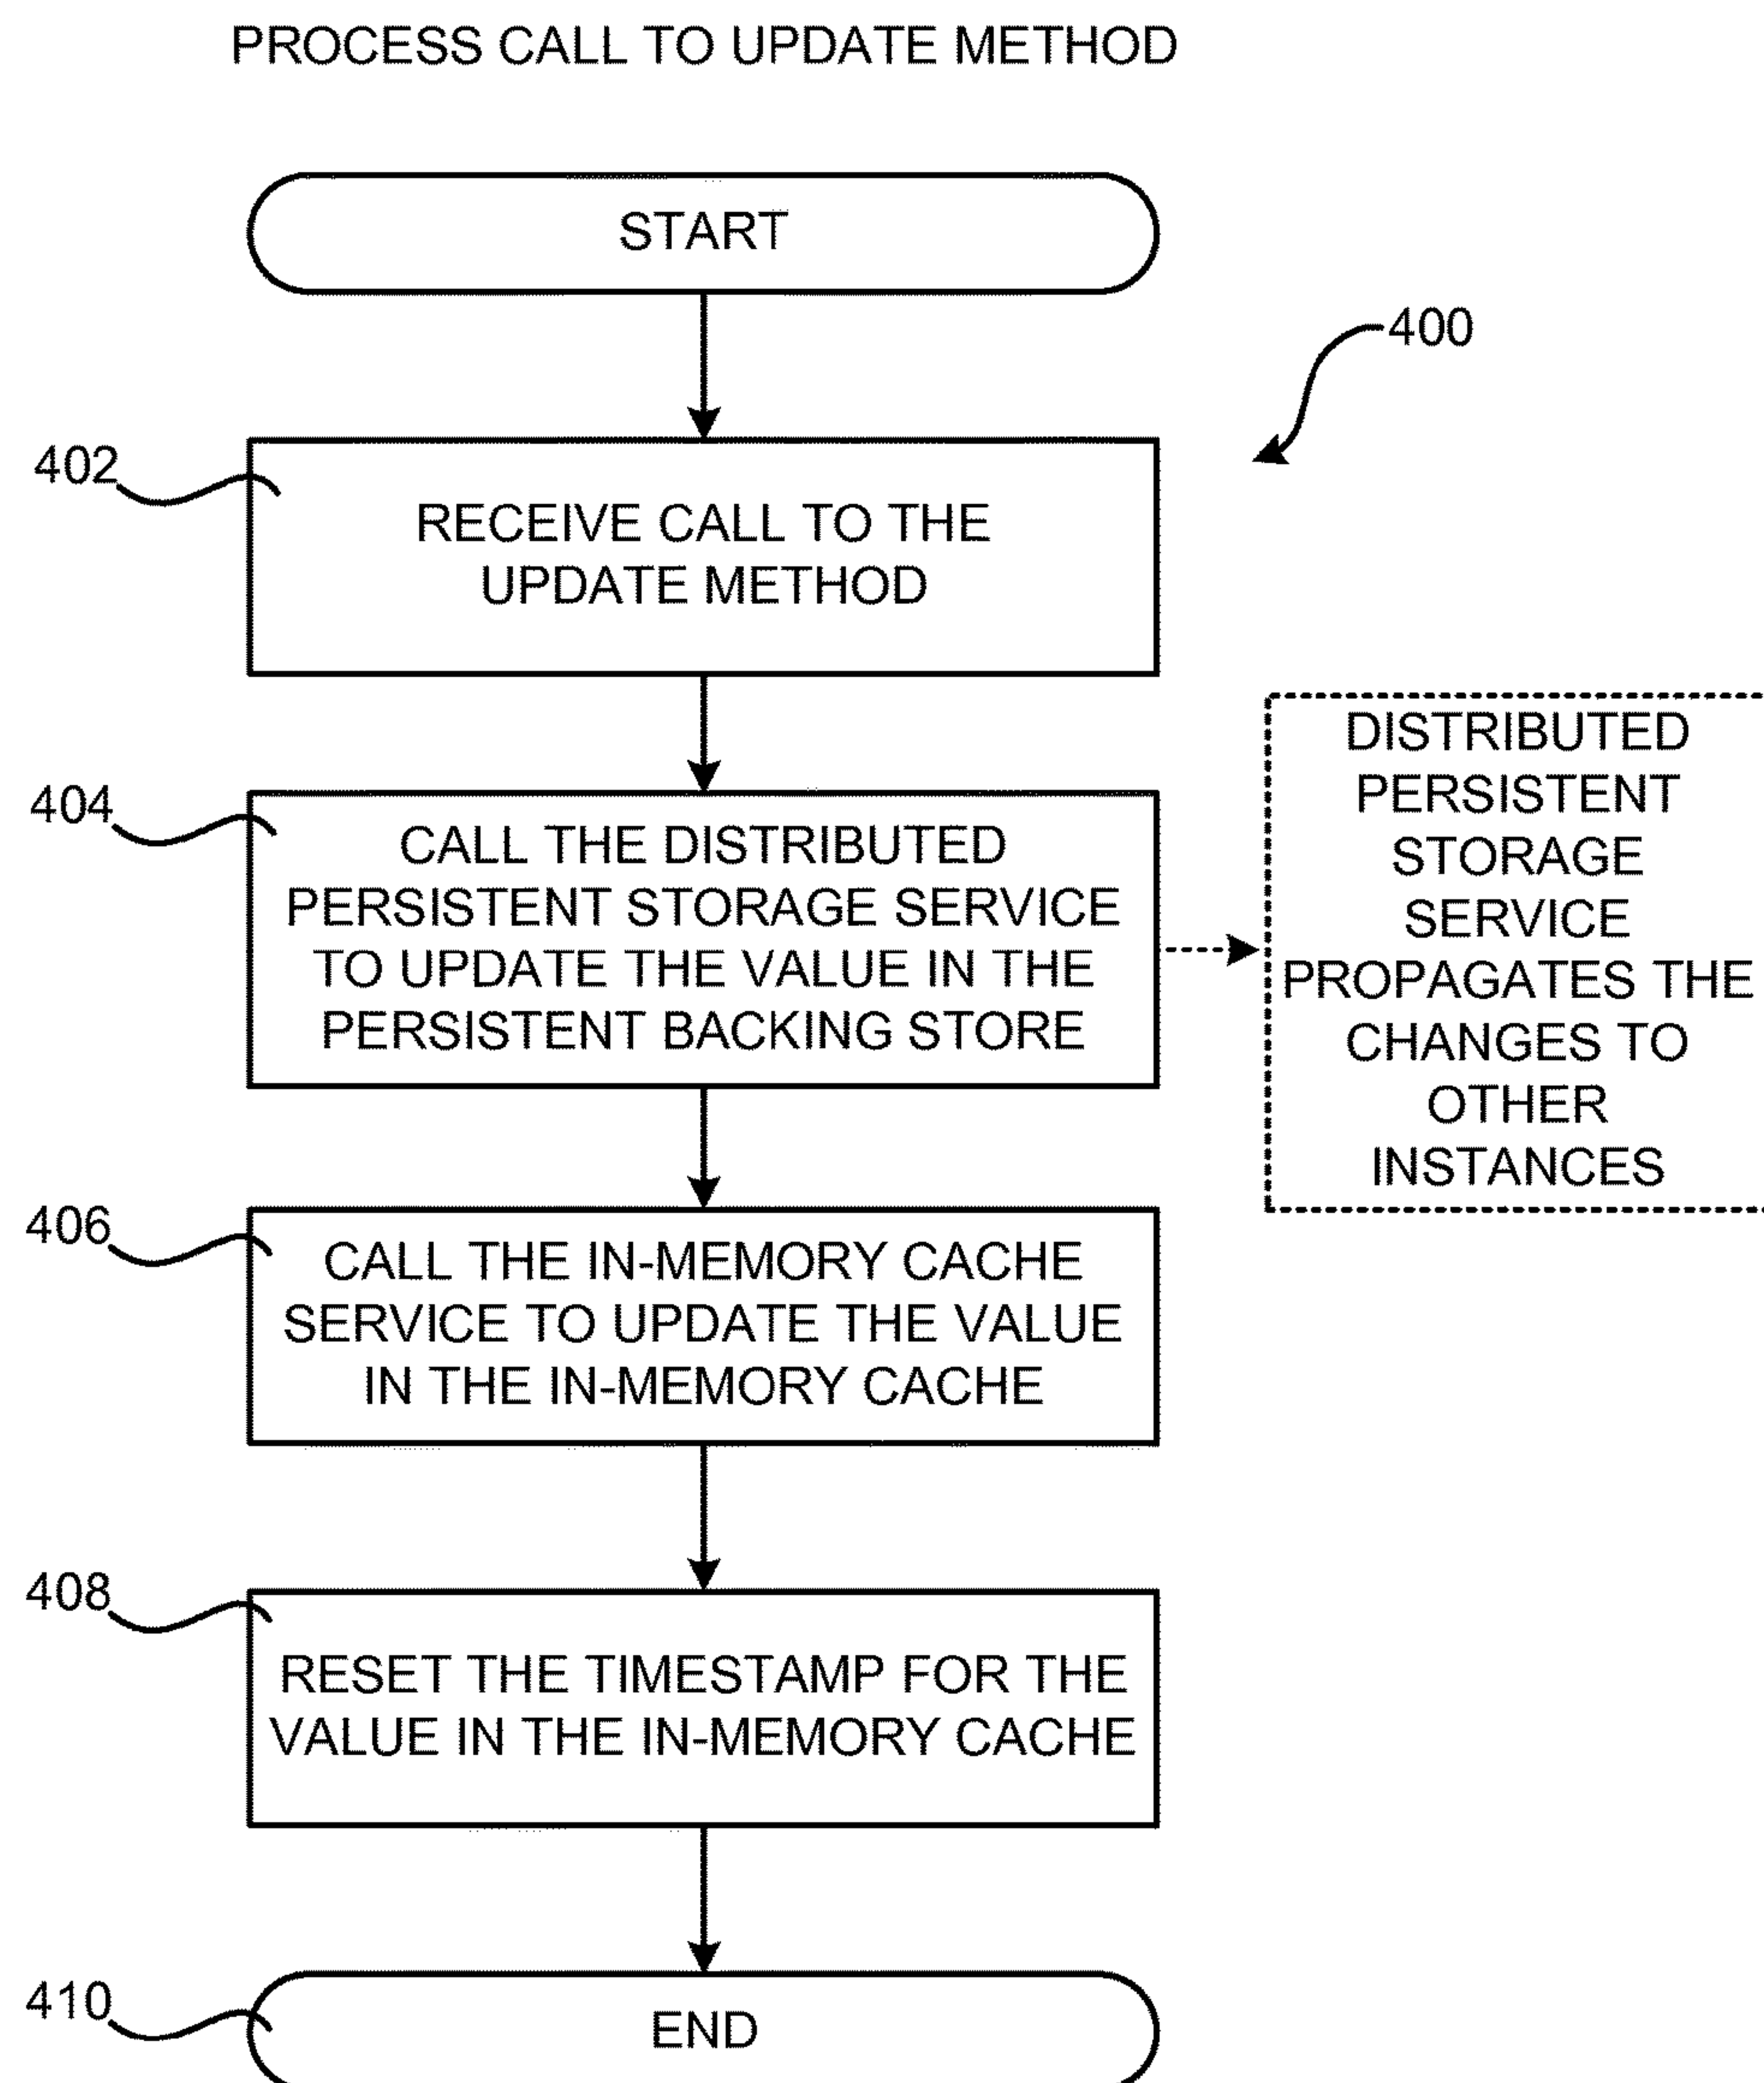 PROCESS CALL TO UPDATE METHOD
START
400
402
RECEIVE CALL TO THE
UPDATE METHOD
404
CALL THE DISTRIBUTED
PERSISTENT STORAGE SERVICE
TO UPDATE THE VALUE IN THE
PERSISTENT BACKING STORE
DISTRIBUTED
PERSISTENT
STORAGE
SERVICE
PROPAGATES THE
CHANGES TO
OTHER
INSTANCES
406
CALL THE IN-MEMORY CACHE
SERVICE TO UPDATE THE VALUE
IN THE IN-MEMORY CACHE
408
RESET THE TIMESTAMP FOR THE
VALUE IN THE IN-MEMORY CACHE
410
END